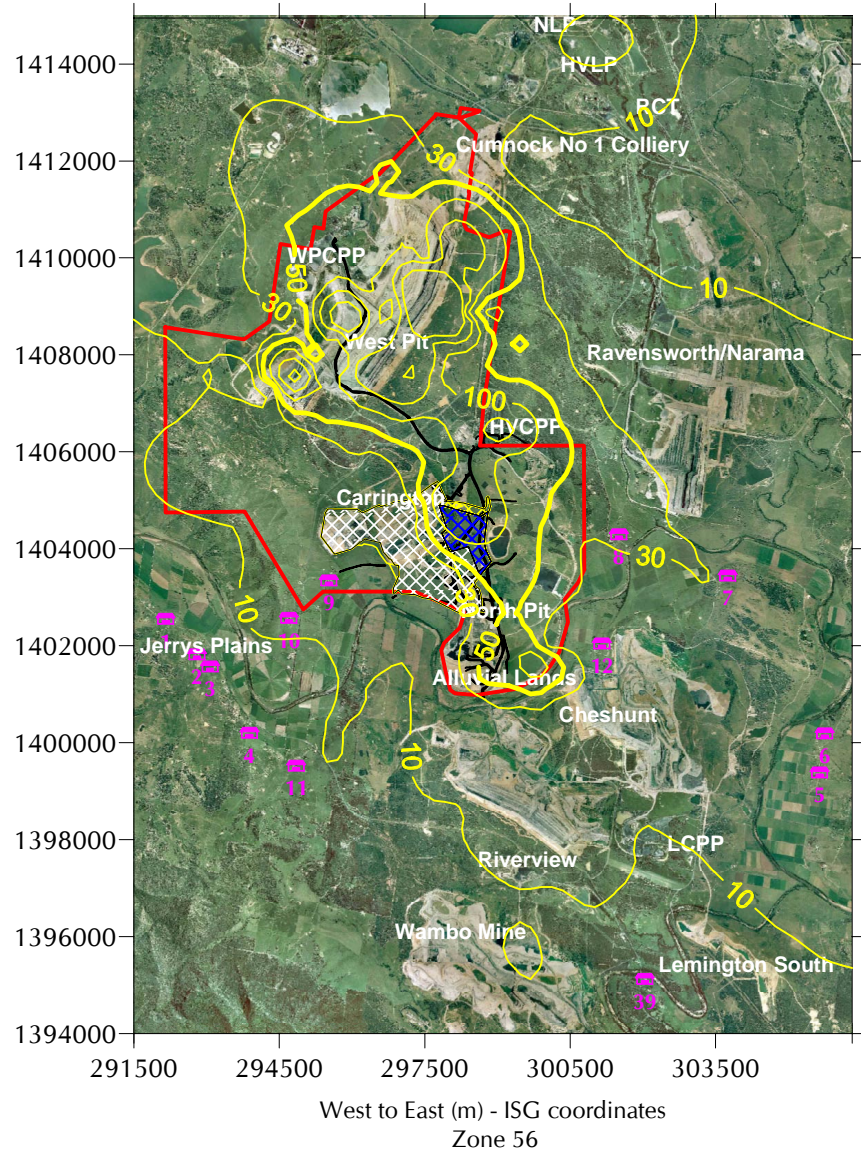 NLP
1414000
HVLP
RCT
10
Cumnock No 1 Colliery
30
1412000
WPCPP
1410000
50
10
30
West Pit
1408000
Ravensworth/Narama
100
HVCPP
1406000
Carrington
8
1404000
30
7
9
10
10
North Pit
1402000
Jerrys Plains
50
12
2
3
Alluvial Lands
Cheshunt
4
1400000
10
6
11
5
1398000
LCPP
Riverview
10
1396000
Wambo Mine
Lemington South
39
1394000
291500 294500 297500 300500 303500
West to East (m) - ISG coordinates
Zone 56